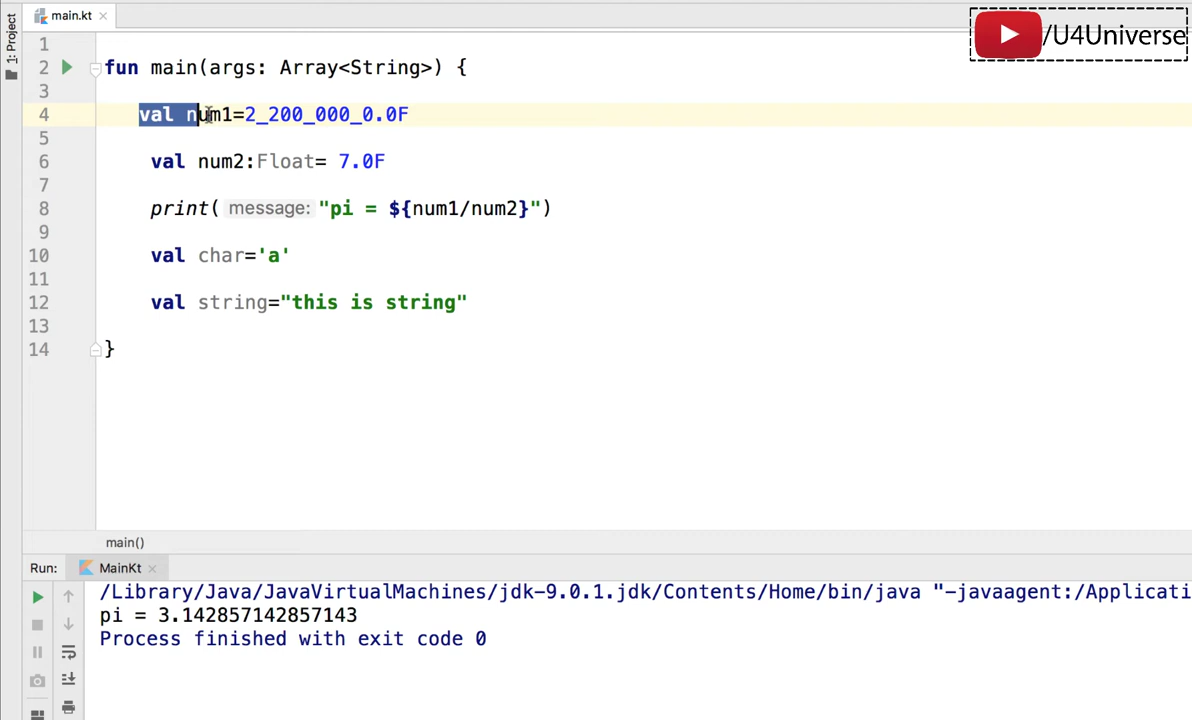 main.kt
/U4Universe
1: Project
1
2 fun main(args: Array<String>) {
3
4 val num1=2_200_000_0.0F
5
6 val num2:Float= 7.0F
7
8 print( message: "pi = ${num1/num2}")
9
10 val char='a'
11
12 val string="this is string"
13
14 }
main()
Run: MainKt
/Library/Java/JavaVirtualMachines/jdk-9.0.1.jdk/Contents/Home/bin/java "-javaagent:/Applicati
pi = 3.142857142857143
Process finished with exit code 0